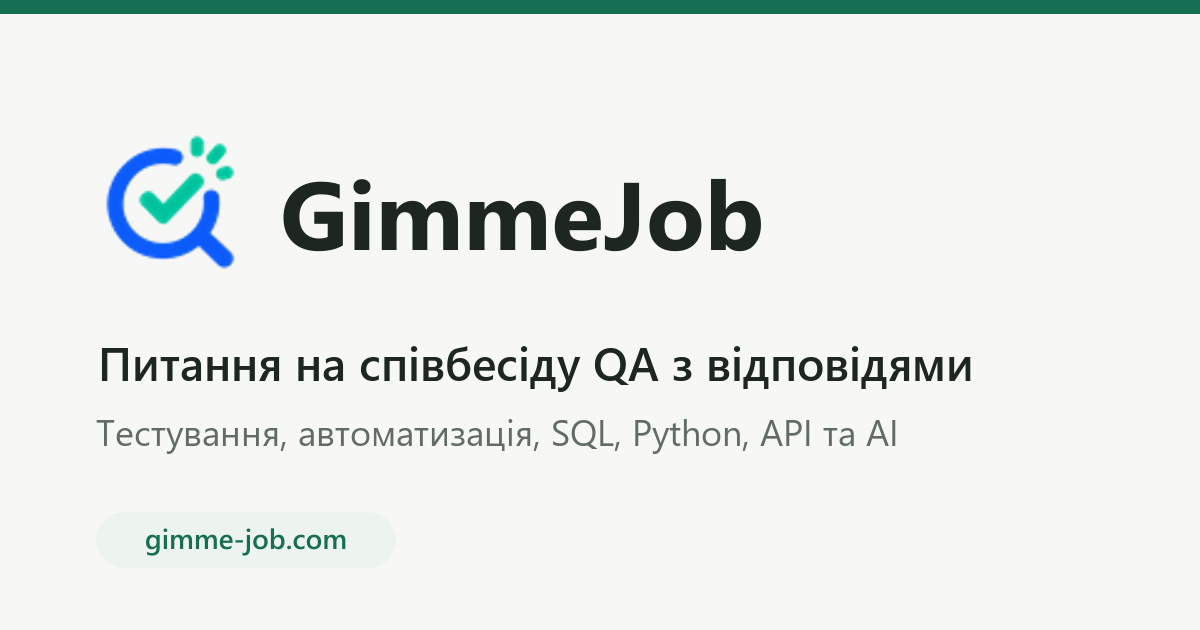 GimmeJob
Питання на співбесіду QA з відповідями
Тестування, автоматизація, SQL, Python, API та AI
gimme-job.com